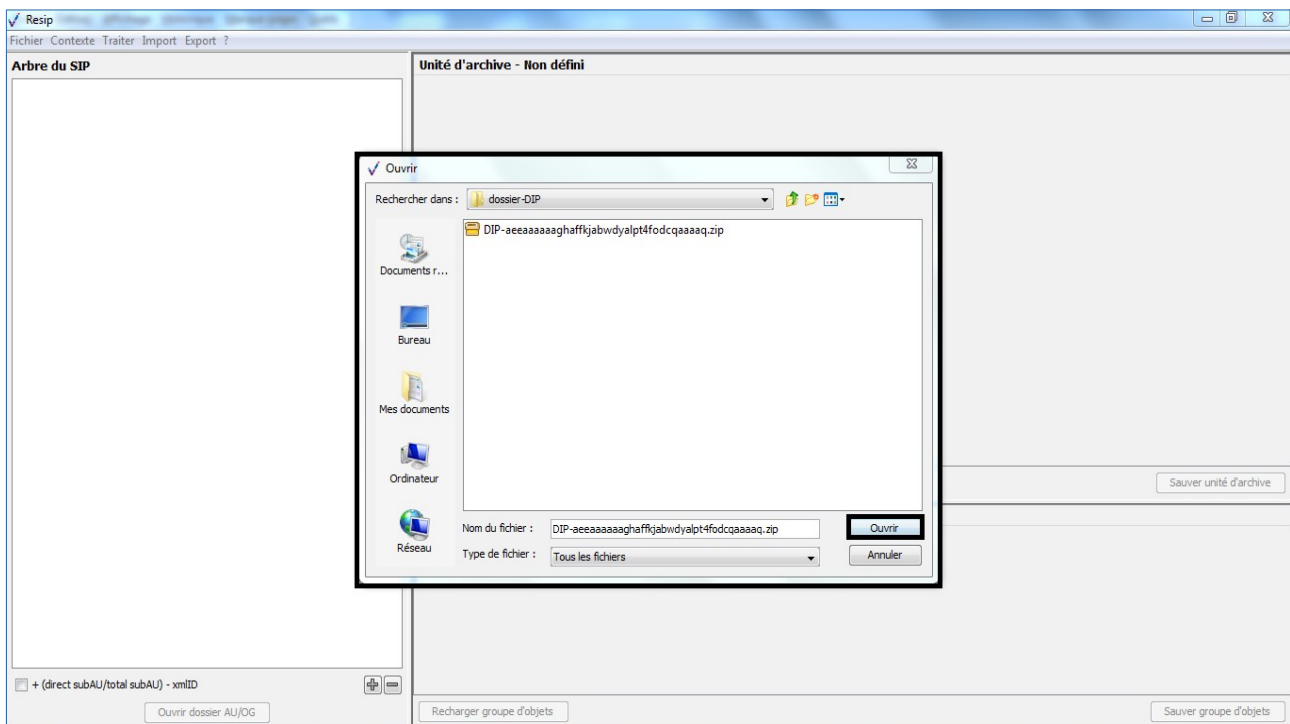 Resip
Fichier Contexte Traiter Import Export ?
Arbre du SIP
Unité d'archive - Non défini
Ouvrir
Rechercher dans :
dossier-DIP
DIP-aeeaaaaaaghaffkjabwdyalpt4fodcqaaaaq.zip
Documents r...
Bureau
Mes documents
Ordinateur
Réseau
Nom du fichier :
DIP-aeeaaaaaaghaffkjabwdyalpt4fodcqaaaaq.zip
Ouvrir
Type de fichier :
Tous les fichiers
Annuler
Sauver unité d'archive
+ (direct subAU/total subAU) - xmlID
Ouvrir dossier AU/OG
Recharger groupe d'objets
Sauver groupe d'objets